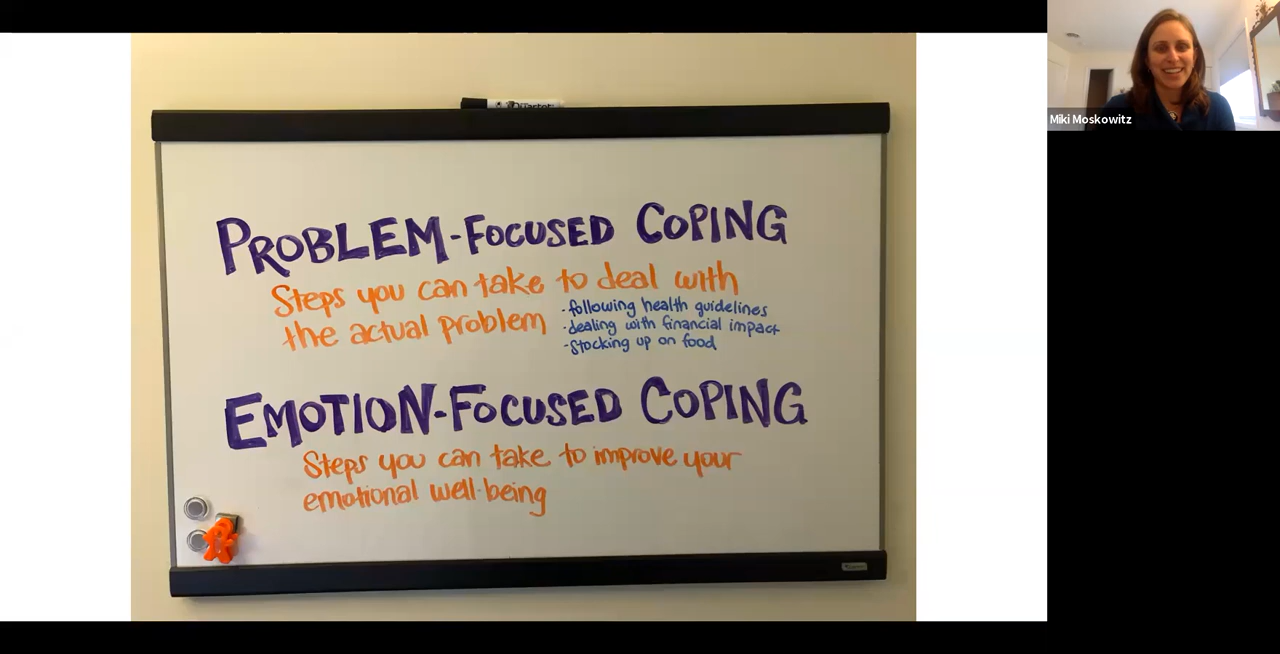 Quartet
PROBLEM-FOCUSED COPING
Steps you can take to deal with
the actual problem
-following health guidelines
-dealing with financial impact
-stocking up on food
EMOTION-FOCUSED COPING
Steps you can take to improve your
emotional well-being
Miki Moskowitz